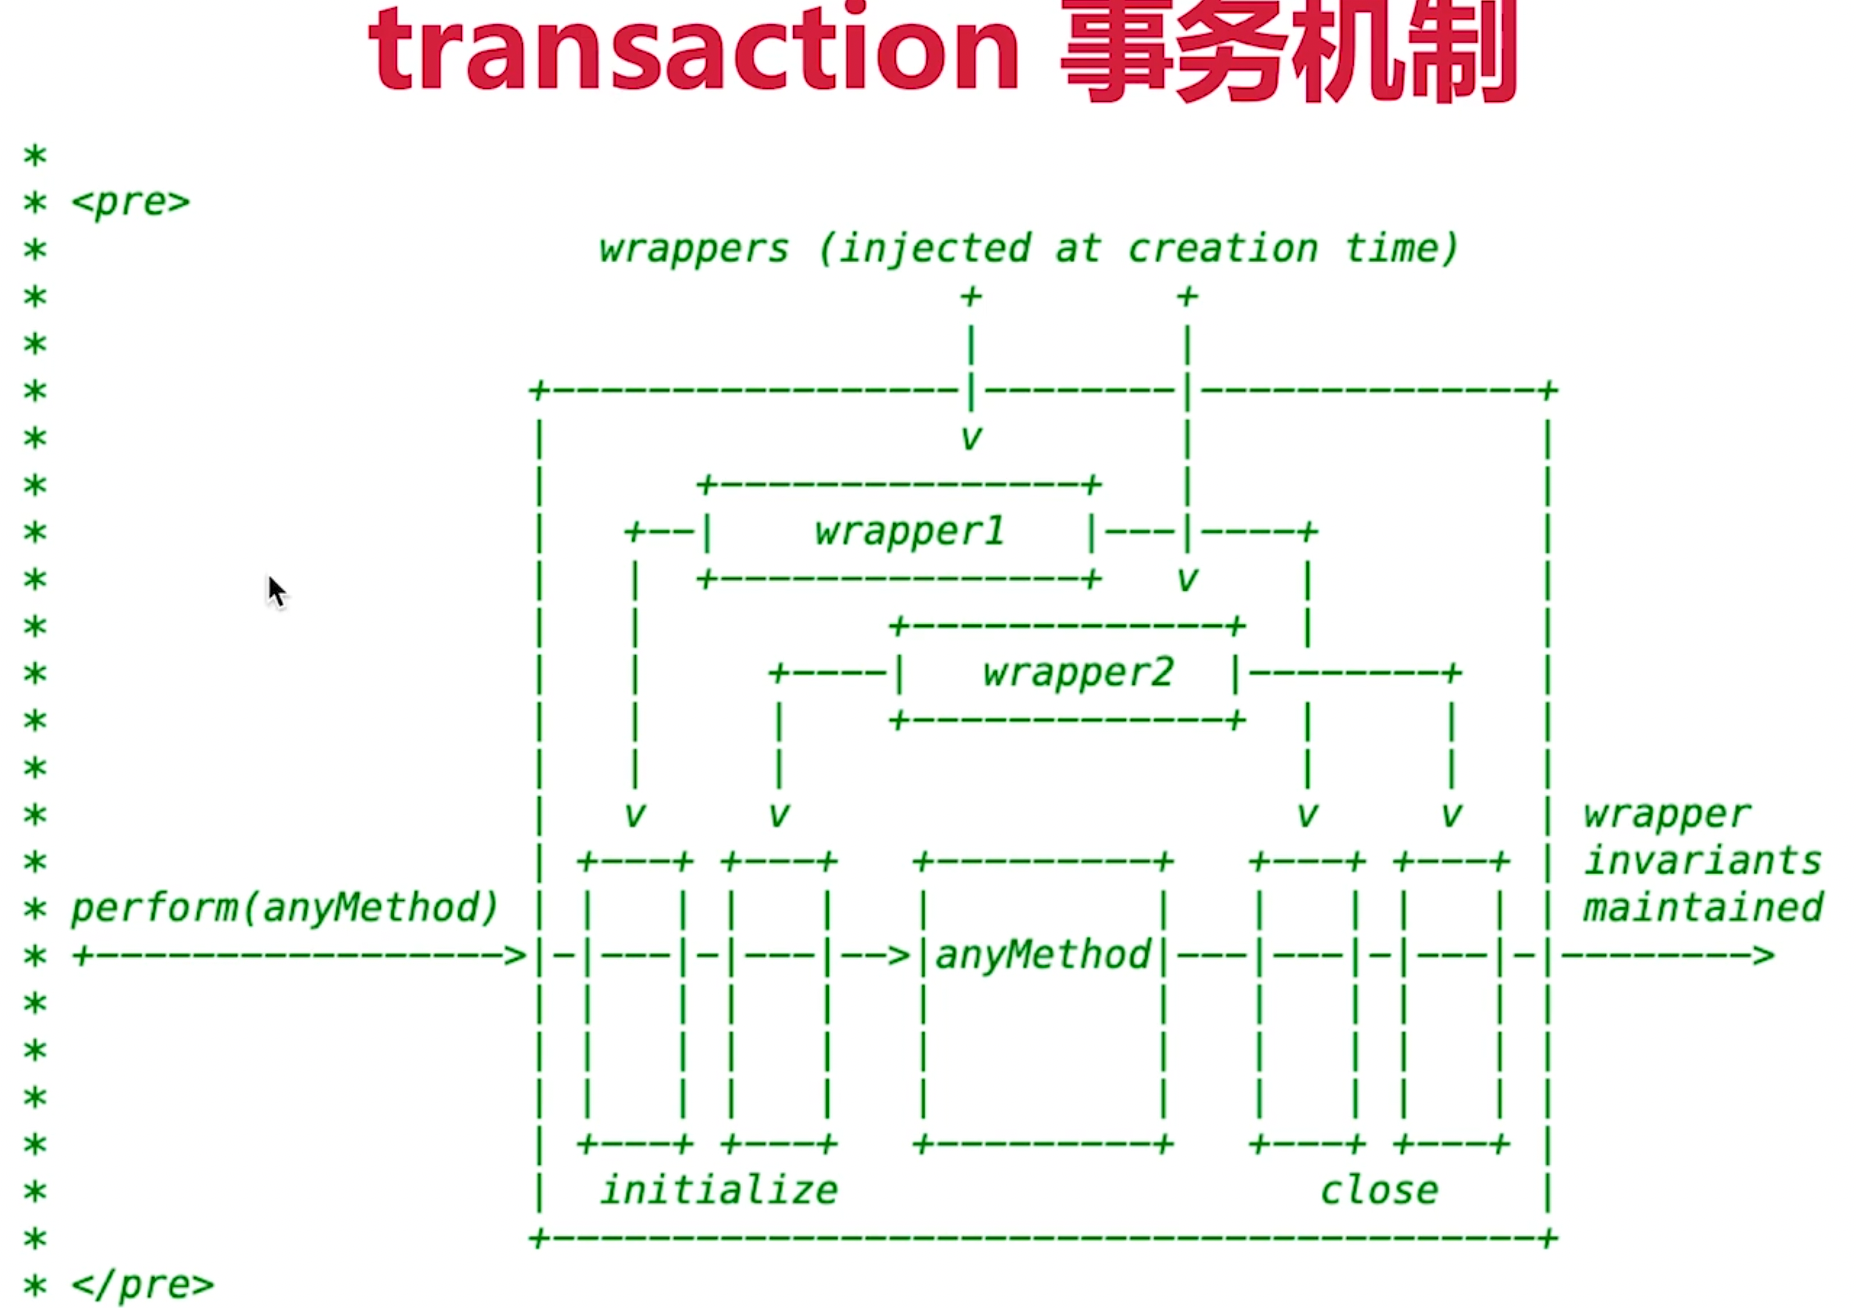 transaction 事务机制
*
* <pre>
*                       wrappers (injected at creation time)
*                                      +        +
*                                      |        |
*                    +-----------------|--------|--------------+
*                    |                 v        |              |
*                    |      +---------------+   |              |
*                    |   +--|    wrapper1   |---|----+         |
*                    |   |  +---------------+   v    |         |
*                    |   |          +-------------+  |         |
*                    |   |     +----|   wrapper2  |--------+   |
*                    |   |     |    +-------------+  |     |   |
*                    |   |     |                     |     |   |
*                    |   v     v                     v     v   | wrapper
*                    | +---+ +---+   +---------+   +---+ +---+ | invariants
* perform(anyMethod) | |   | |   |   |         |   |   | |   | | maintained
* +----------------->|-|---|-|---|-->|anyMethod|---|---|-|---|-|-------->
*                    | |   | |   |   |         |   |   | |   | |
*                    | |   | |   |   |         |   |   | |   | |
*                    | |   | |   |   |         |   |   | |   | |
*                    | +---+ +---+   +---------+   +---+ +---+ |
*                    |  initialize                    close    |
*                    +-----------------------------------------+
* </pre>